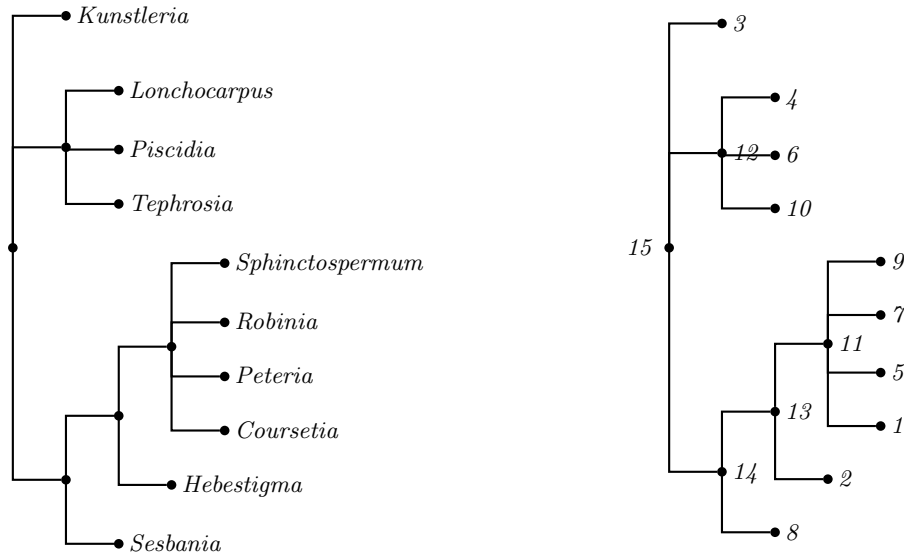 Kunstleria
Lonchocarpus
Piscidia
Tephrosia
Sphinctospermum
Robinia
Peteria
Coursetia
Hebestigma
Sesbania
3
4
12
6
10
15
9
7
11
5
13
1
14
2
8